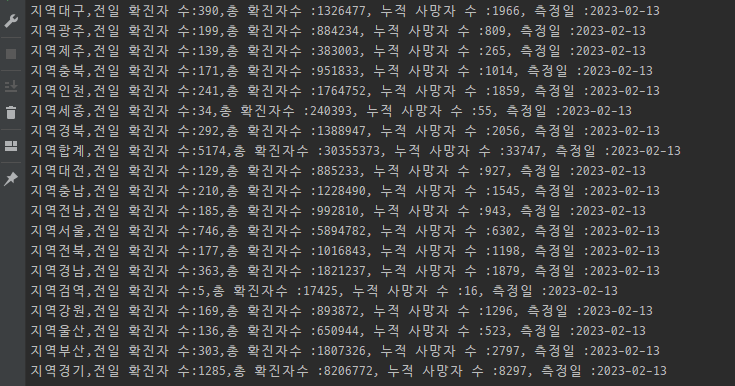 지역대구,전일 확진자 수:390,총 확진자수 :1326477, 누적 사망자 수 :1966, 측정일 :2023-02-13
지역광주,전일 확진자 수:199,총 확진자수 :884234, 누적 사망자 수 :809, 측정일 :2023-02-13
지역제주,전일 확진자 수:139,총 확진자수 :383003, 누적 사망자 수 :265, 측정일 :2023-02-13
지역충북,전일 확진자 수:171,총 확진자수 :951833, 누적 사망자 수 :1014, 측정일 :2023-02-13
지역인천,전일 확진자 수:241,총 확진자수 :1764752, 누적 사망자 수 :1859, 측정일 :2023-02-13
지역세종,전일 확진자 수:34,총 확진자수 :240393, 누적 사망자 수 :55, 측정일 :2023-02-13
지역경북,전일 확진자 수:292,총 확진자수 :1388947, 누적 사망자 수 :2056, 측정일 :2023-02-13
지역합계,전일 확진자 수:5174,총 확진자수 :30355373, 누적 사망자 수 :33747, 측정일 :2023-02-13
지역대전,전일 확진자 수:129,총 확진자수 :885233, 누적 사망자 수 :927, 측정일 :2023-02-13
지역충남,전일 확진자 수:210,총 확진자수 :1228490, 누적 사망자 수 :1545, 측정일 :2023-02-13
지역전남,전일 확진자 수:185,총 확진자수 :992810, 누적 사망자 수 :943, 측정일 :2023-02-13
지역서울,전일 확진자 수:746,총 확진자수 :5894782, 누적 사망자 수 :6302, 측정일 :2023-02-13
지역전북,전일 확진자 수:177,총 확진자수 :1016843, 누적 사망자 수 :1198, 측정일 :2023-02-13
지역경남,전일 확진자 수:363,총 확진자수 :1821237, 누적 사망자 수 :1879, 측정일 :2023-02-13
지역검역,전일 확진자 수:5,총 확진자수 :17425, 누적 사망자 수 :16, 측정일 :2023-02-13
지역강원,전일 확진자 수:169,총 확진자수 :893872, 누적 사망자 수 :1296, 측정일 :2023-02-13
지역울산,전일 확진자 수:136,총 확진자수 :650944, 누적 사망자 수 :523, 측정일 :2023-02-13
지역부산,전일 확진자 수:303,총 확진자수 :1807326, 누적 사망자 수 :2797, 측정일 :2023-02-13
지역경기,전일 확진자 수:1285,총 확진자수 :8206772, 누적 사망자 수 :8297, 측정일 :2023-02-13